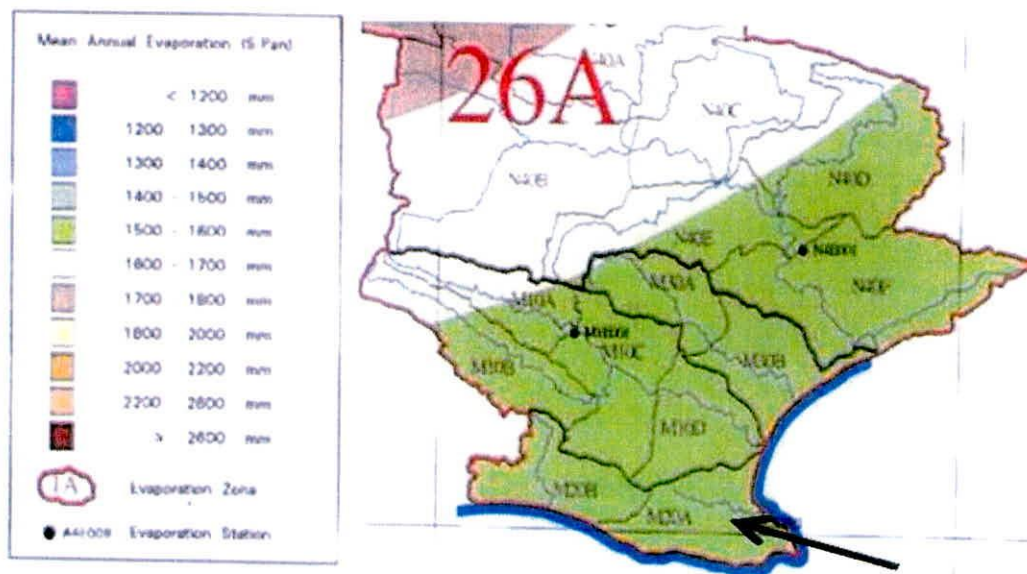 Mean Annual Evaporation (S Pan)
< 1200 mm
1200 1300 mm
1300 1400 mm
1400 - 1500 mm
1500 - 1600 mm
1600 - 1700 mm
1700 1800 mm
1800 2000 mm
2000 2200 mm
2200 2600 mm
> 2600 mm
Evaporation Zone
Evaporation Station
26A
N40C
N40B
N40D
N40E
N40F
M10A
M30A
M10B
M10C
M30B
M10D
M20B
M20A